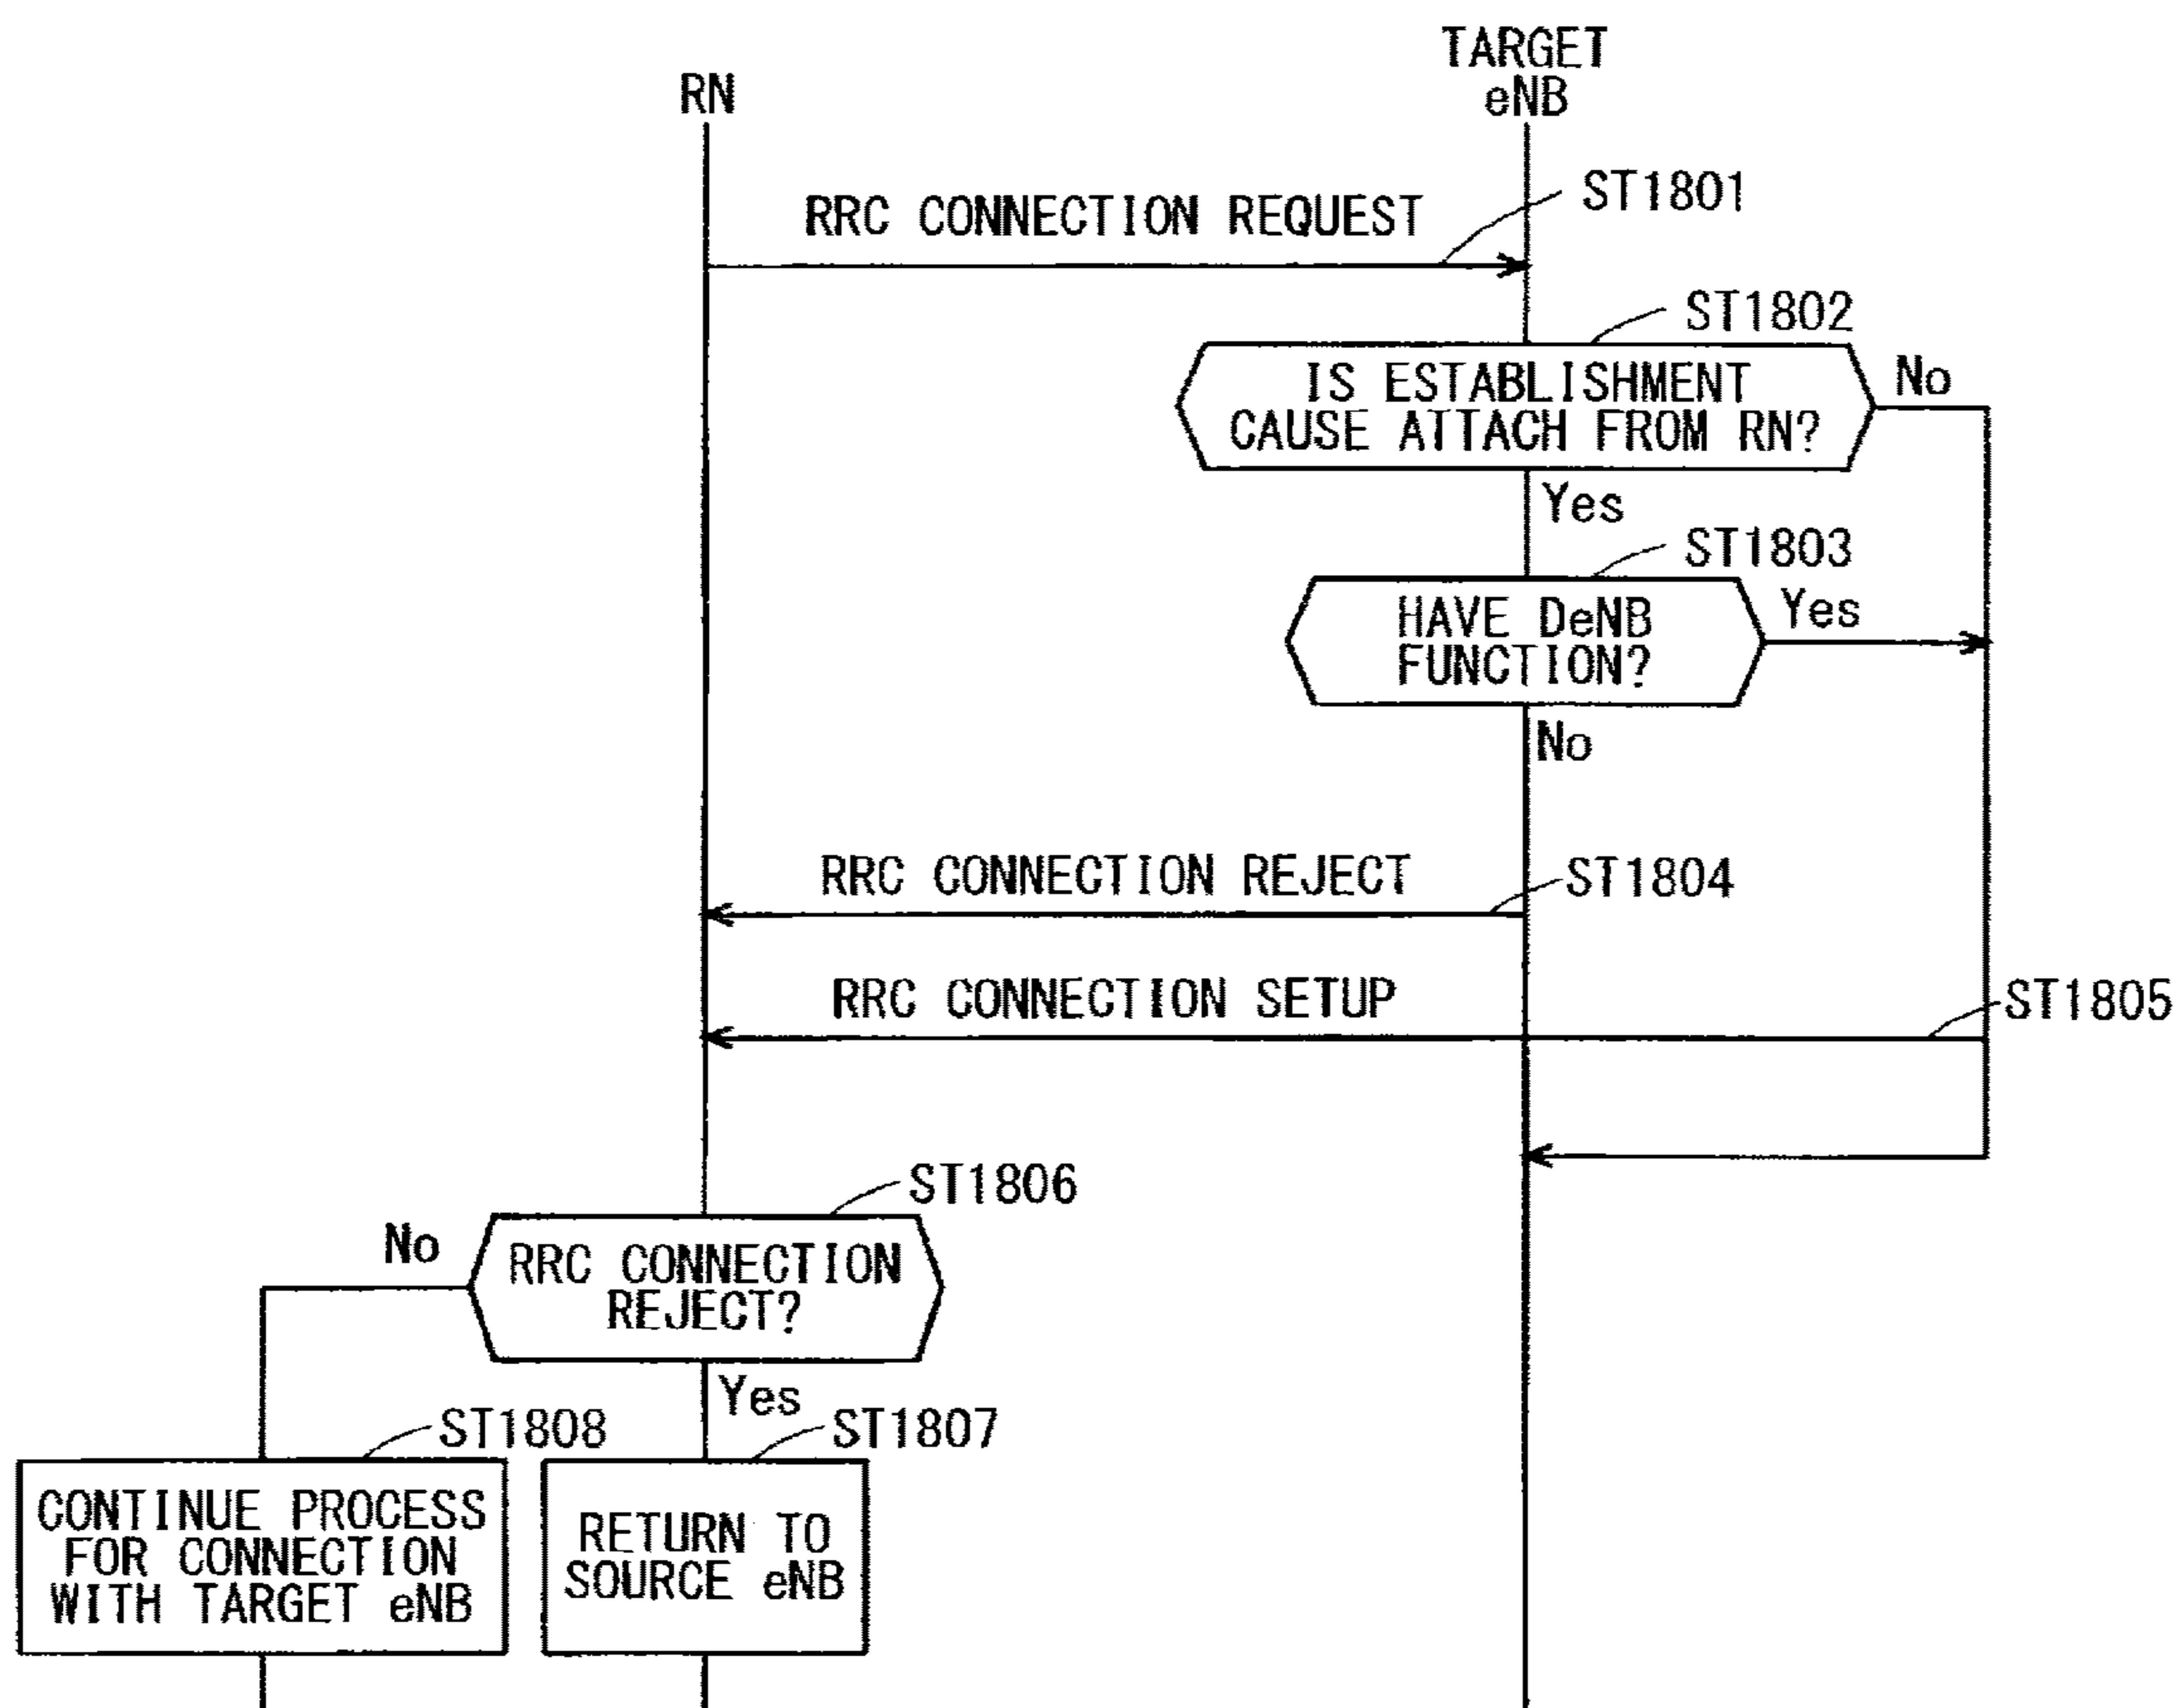 TARGET
eNB
RN
ST1801
RRC CONNECTION REQUEST
ST1802
IS ESTABLISHMENT
CAUSE ATTACH FROM RN?
No
Yes
ST1803
HAVE DeNB
FUNCTION?
Yes
No
RRC CONNECTION REJECT
ST1804
RRC CONNECTION SETUP
ST1805
ST1806
No
RRC CONNECTION
REJECT?
Yes
ST1808
ST1807
CONTINUE PROCESS
FOR CONNECTION
WITH TARGET eNB
RETURN TO
SOURCE eNB